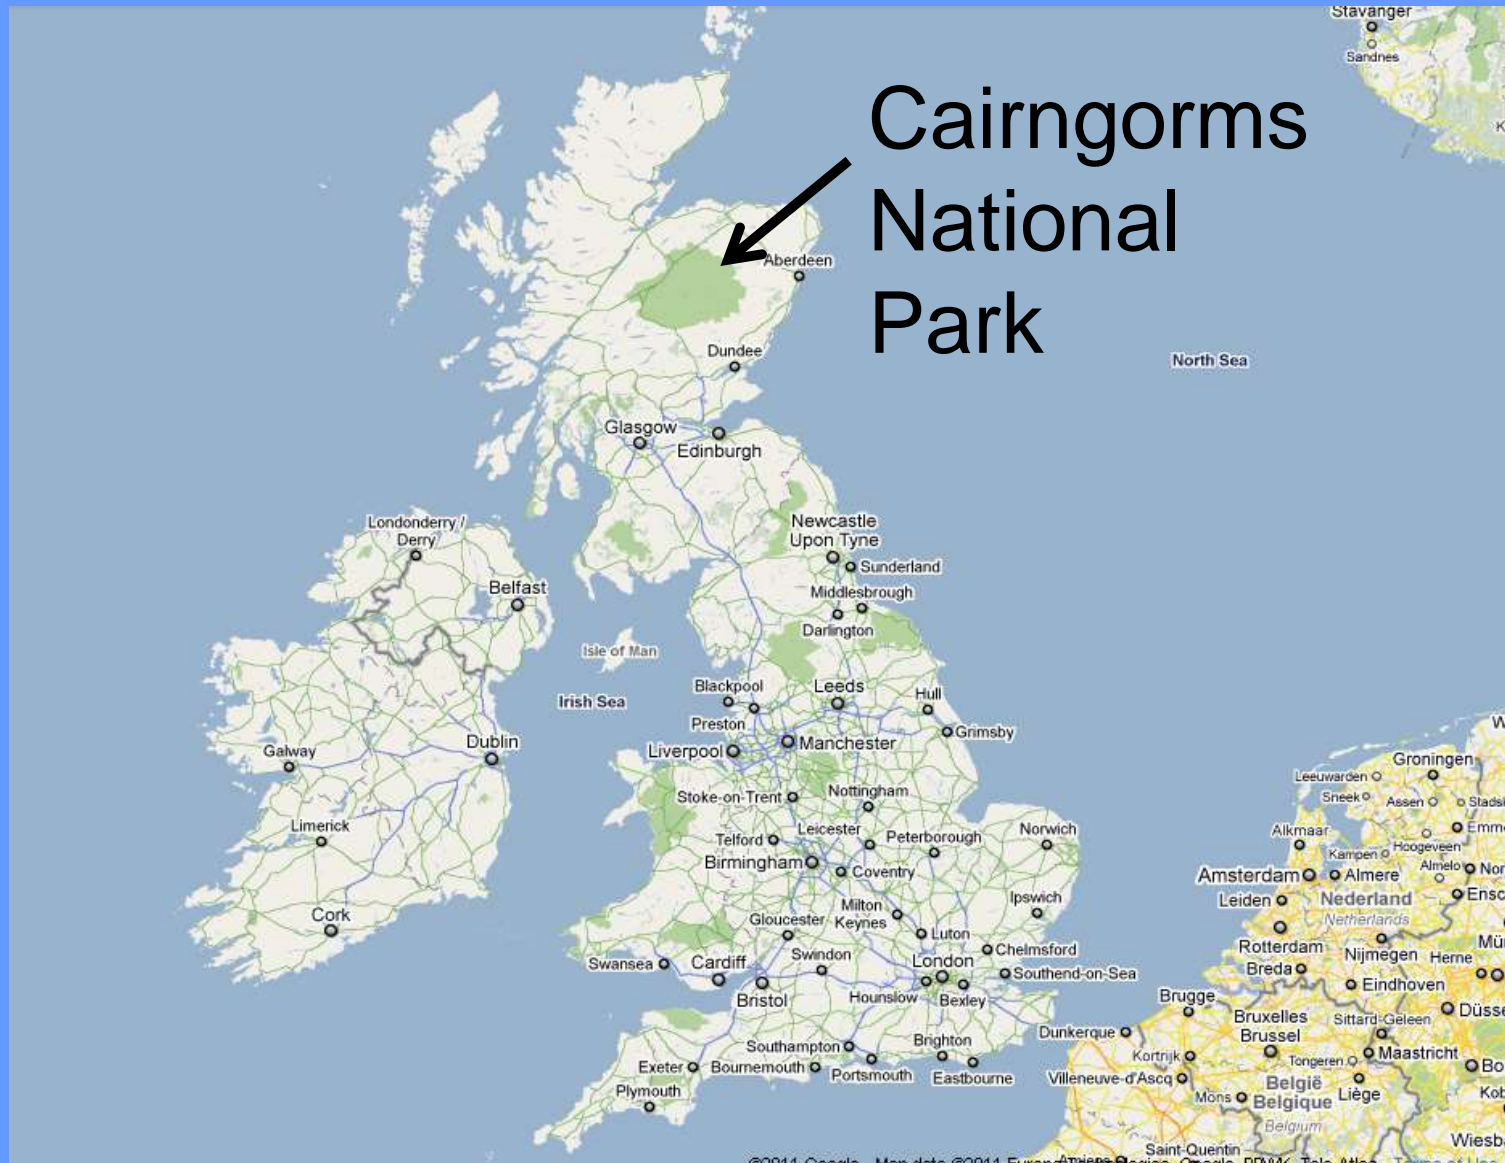 Stavanger
Sandnes
Cairngorms
National
Park
Aberdeen
Dundee
North Sea
Glasgow
Edinburgh
Londonderry /
Derry
Newcastle
Upon Tyne
Sunderland
Belfast
Middlesbrough
Darlington
Isle of Man
Irish Sea
Blackpool
Leeds
Hull
Preston
Grimsby
Dublin
Liverpool
Manchester
Galway
Groningen
Leeuwarden
Stoke-on-Trent
Nottingham
Sneek
Assen
Limerick
Telford
Leicester
Peterborough
Norwich
Alkmaar
Hoogeveen
Kampen
Birmingham
Coventry
Amsterdam
Almere
Almelo
Ipswich
Leiden
Nederland
Netherlands
Cork
Milton
Keynes
Gloucester
Luton
Chelmsford
Rotterdam
Nijmegen
Herne
Swansea
Cardiff
Swindon
London
Southend-on-Sea
Breda
Eindhoven
Bristol
Hounslow
Bexley
Brugge
Bruxelles
Brussel
Sittard-Geleen
Dunkerque
Southampton
Brighton
Kortrijk
Tongeren
Maastricht
Exeter
Bournemouth
Portsmouth
Eastbourne
Villeneuve-d'Ascq
Plymouth
Mons
België
Belgique
Belgium
Liège
Saint-Quentin
©2011 Google - Map data ©2011